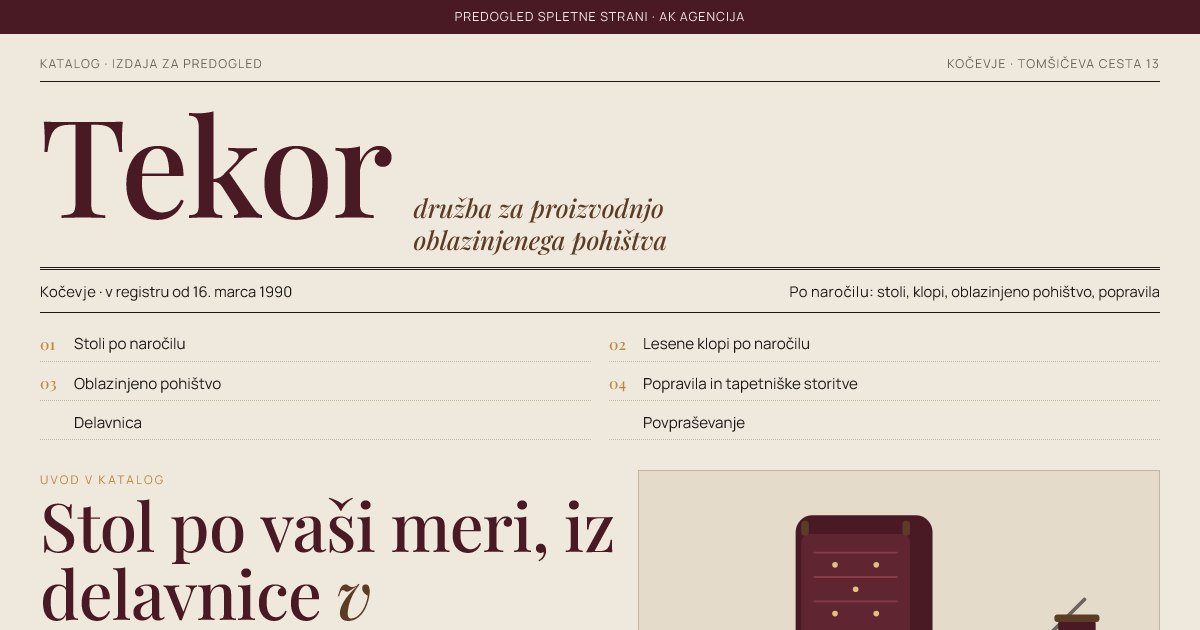 PREDOGLED SPLETNE STRANI · AK AGENCIJA
KATALOG · IZDAJA ZA PREDOGLED
KOČEVJE · TOMŠIČEVA CESTA 13
Tekor
družba za proizvodnjo
oblazinjenega pohištva
Kočevje · v registru od 16. marca 1990
Po naročilu: stoli, klopi, oblazinjeno pohištvo, popravila
01 Stoli po naročilu
02 Lesene klopi po naročilu
03 Oblazinjeno pohištvo
04 Popravila in tapetniške storitve
Delavnica
Povpraševanje
UVOD V KATALOG
Stol po vaši meri, iz
delavnice v